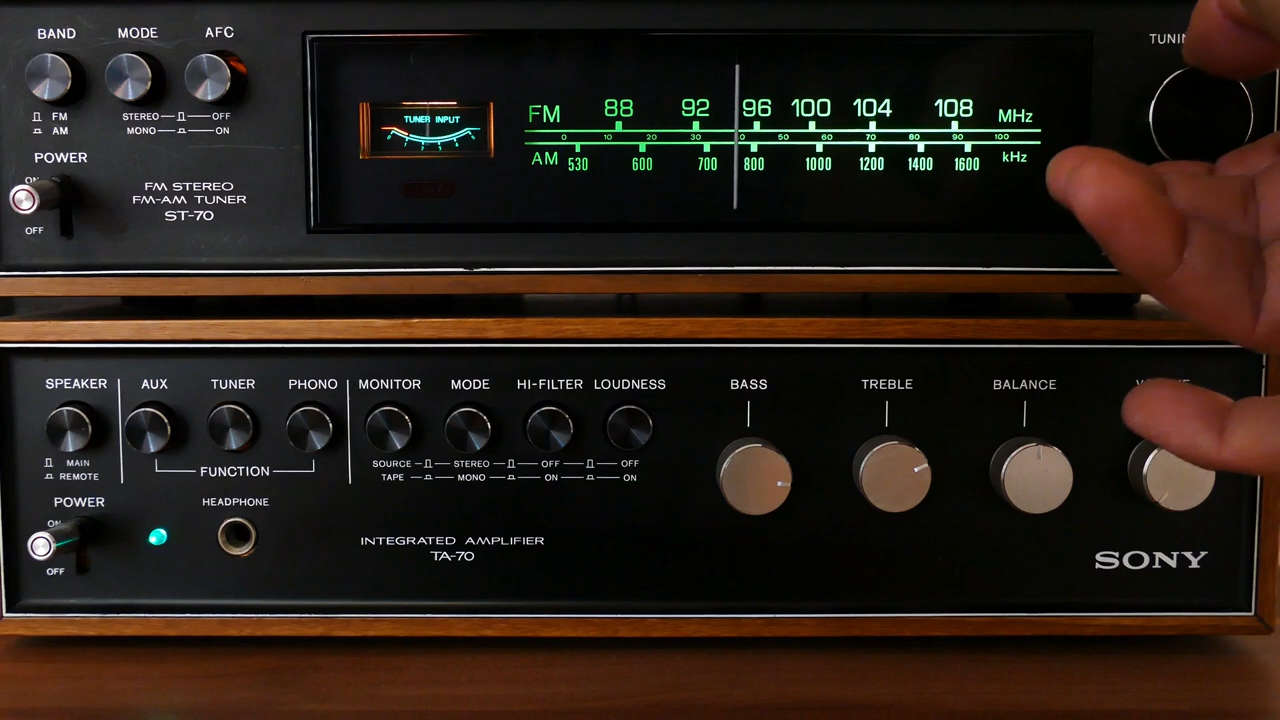 BAND MODE AFC
TUNIN
FM
AM
STEREO OFF
MONO ON
POWER
ON
OFF
FM STEREO
FM-AM TUNER
ST-70
TUNER INPUT
FM 88 92 96 100 104 108 MHz
0 10 20 30 0 50 60 70 80 90 100
AM 530 600 700 800 1000 1200 1400 1600 kHz
SPEAKER AUX TUNER PHONO MONITOR MODE HI-FILTER LOUDNESS BASS TREBLE BALANCE
MAIN
REMOTE
FUNCTION
SOURCE STEREO OFF OFF
TAPE MONO ON ON
POWER
ON
OFF
HEADPHONE
INTEGRATED AMPLIFIER
TA-70
SONY